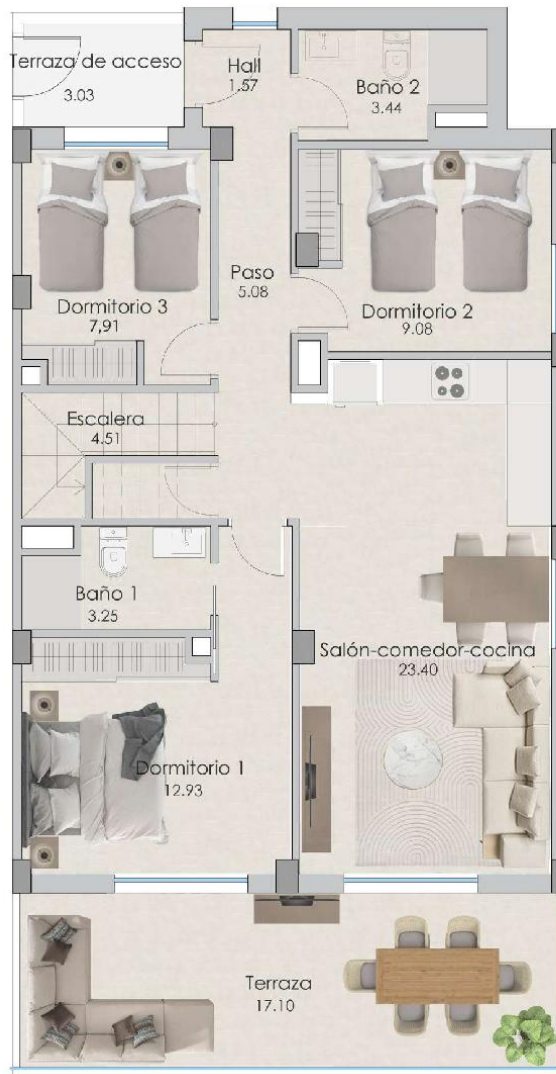 Terraza de acceso
3.03
Hall
1.57
Baño 2
3.44
Dormitorio 3
7,91
Paso
5.08
Dormitorio 2
9.08
Escalera
4.51
Baño 1
3.25
Salón-comedor-cocina
23.40
Dormitorio 1
12.93
Terraza
17.10